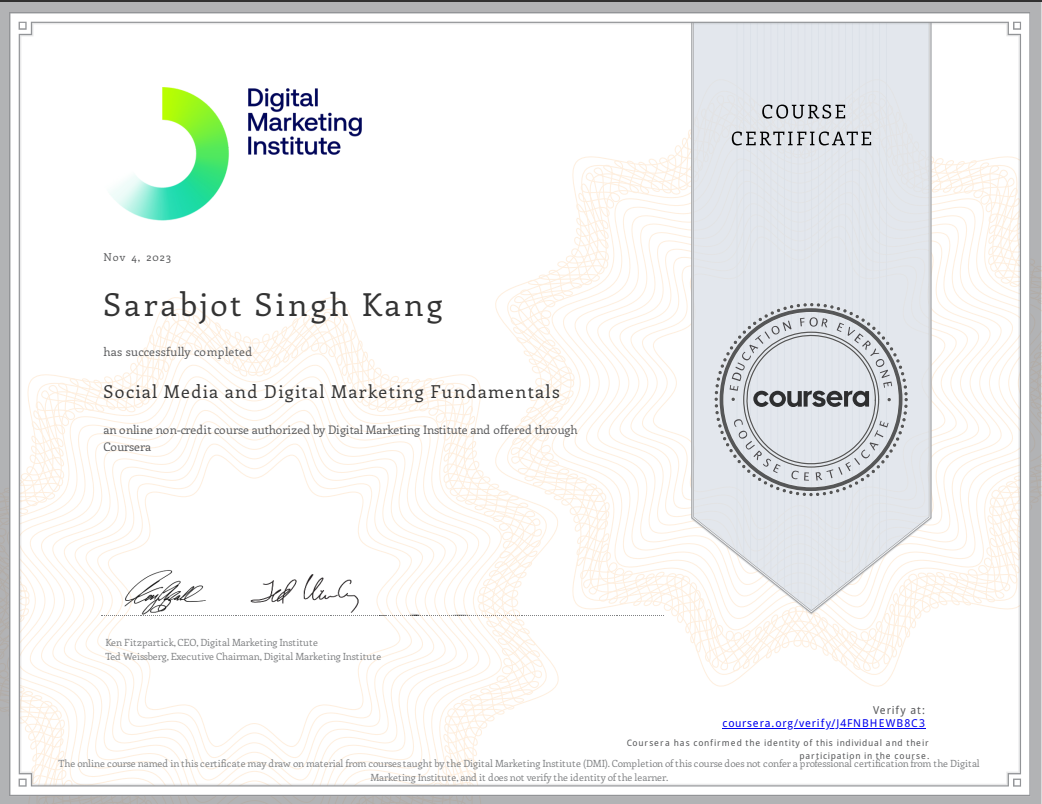 Digital
Marketing
Institute
COURSE
CERTIFICATE
Nov 4, 2023
Sarabjot Singh Kang
has successfully completed
Social Media and Digital Marketing Fundamentals
an online non-credit course authorized by Digital Marketing Institute and offered through
Coursera
EDUCATION FOR EVERYONE
coursera
COURSE CERTIFICATE
Ken Fitzpartick, CEO, Digital Marketing Institute
Ted Weissberg, Executive Chairman, Digital Marketing Institute
Verify at:
coursera.org/verify/J4FNBHEWB8C3
Coursera has confirmed the identity of this individual and their
participation in the course.
The online course named in this certificate may draw on material from courses taught by the Digital Marketing Institute (DMI). Completion of this course does not confer a professional certification from the Digital
Marketing Institute, and it does not verify the identity of the learner.